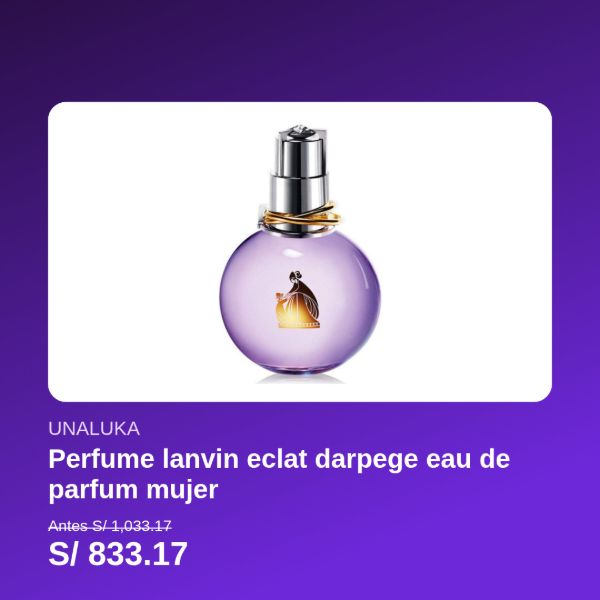 UNALUKA
Perfume lanvin eclat darpege eau de
parfum mujer
Antes S/ 1,033.17
S/ 833.17